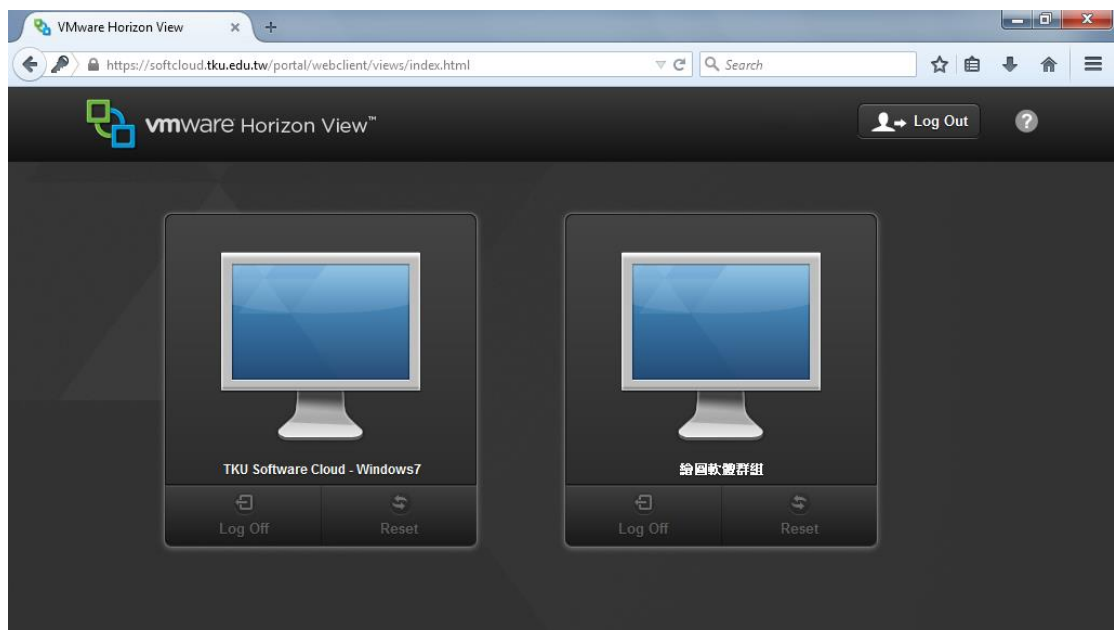 VMware Horizon View
https://softcloud.tku.edu.tw/portal/webclient/views/index.html
Search
vmware Horizon View™
Log Out
?
TKU Software Cloud - Windows7
繪圖軟體群組
Log Off
Reset
Log Off
Reset